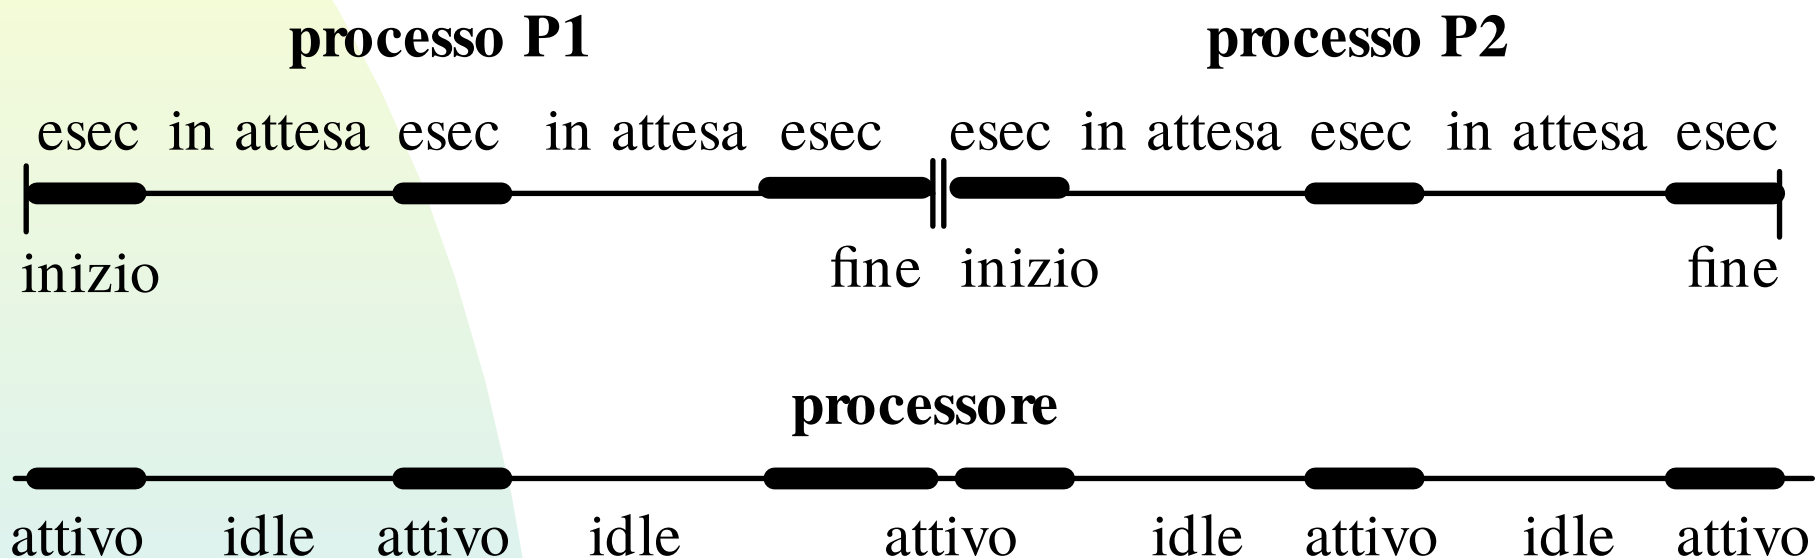 processo P1 processo P2
esec in attesa esec in attesa esec esec in attesa esec in attesa esec
inizio fine inizio fine
processore
attivo idle attivo idle attivo idle attivo idle attivo